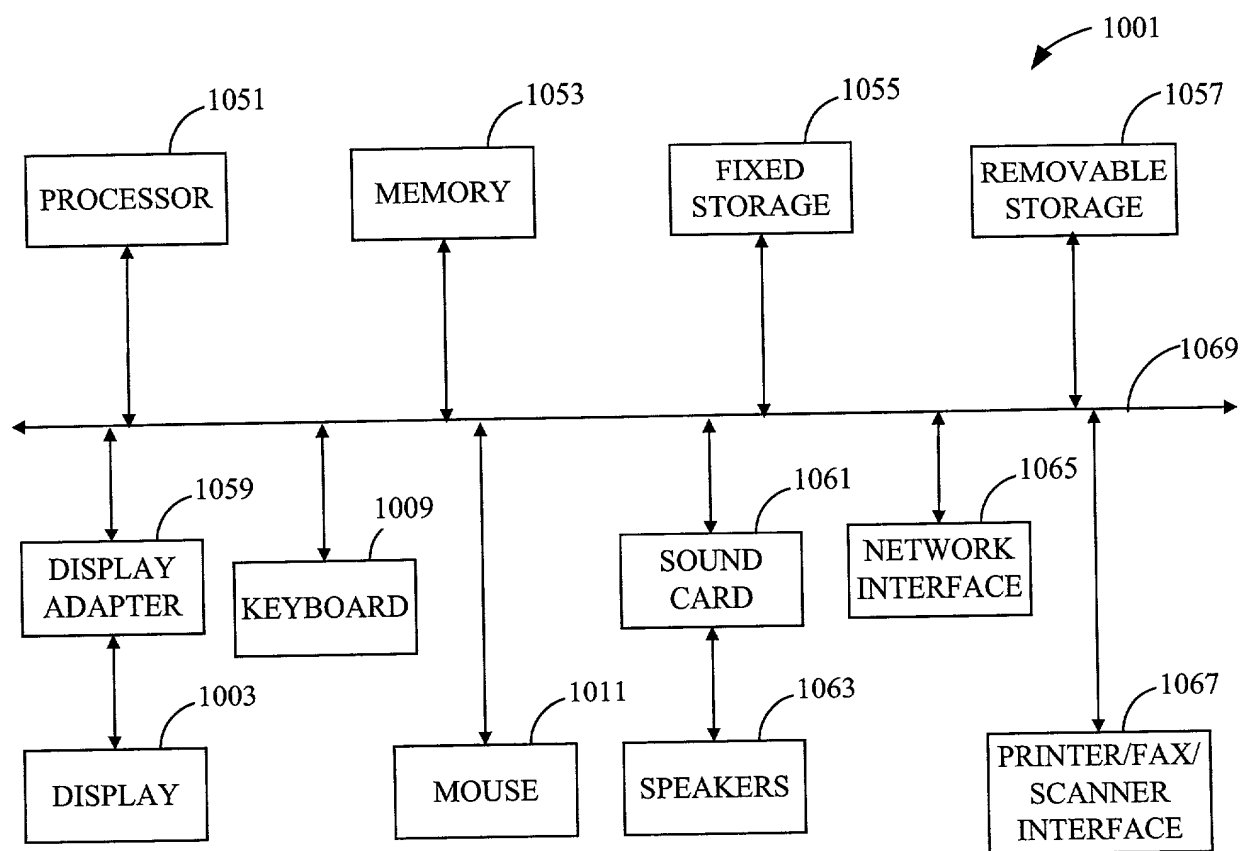 1001
1051
1053
1055
1057
PROCESSOR
MEMORY
FIXED
STORAGE
REMOVABLE
STORAGE
1069
1059
1009
1061
1065
DISPLAY
ADAPTER
KEYBOARD
SOUND
CARD
NETWORK
INTERFACE
1003
1011
1063
1067
DISPLAY
MOUSE
SPEAKERS
PRINTER/FAX/
SCANNER
INTERFACE